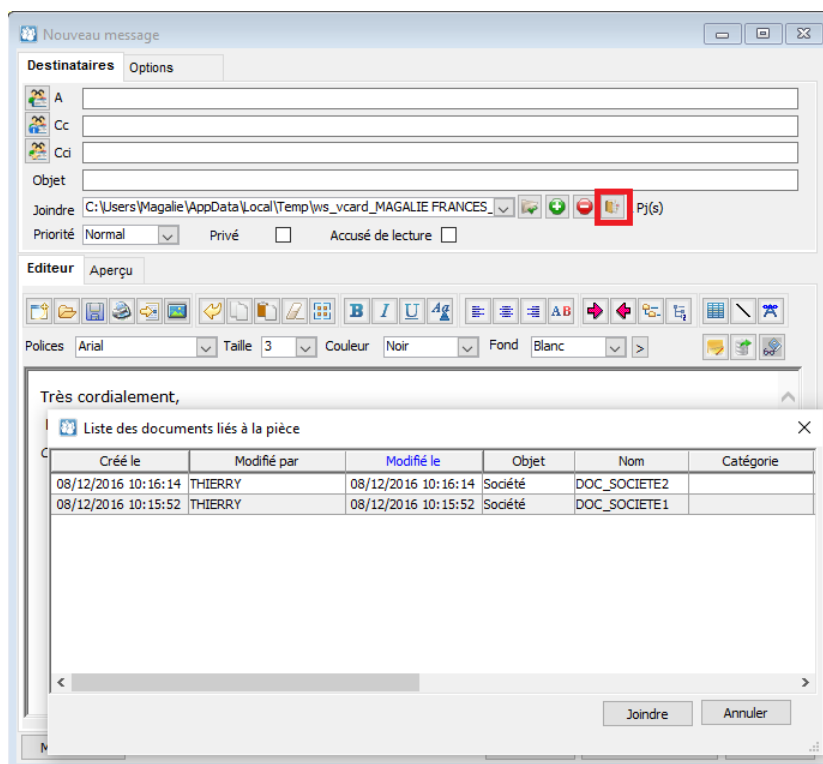 Nouveau message
Destinataires Options
A
Cc
Cci
Objet
Joindre C:\Users\Magalie\AppData\Local\Temp\ws_vcard_MAGALIE FRANCES_ Pj(s)
Priorité Normal Privé Accusé de lecture
Editeur Aperçu
B I U Ag AB
Polices Arial Taille 3 Couleur Noir Fond Blanc >
Très cordialement,
Liste des documents liés à la pièce
Créé le Modifié par Modifié le Objet Nom Catégorie
08/12/2016 10:16:14 THIERRY 08/12/2016 10:16:14 Société DOC_SOCIETE2
08/12/2016 10:15:52 THIERRY 08/12/2016 10:15:52 Société DOC_SOCIETE1
Joindre Annuler
M